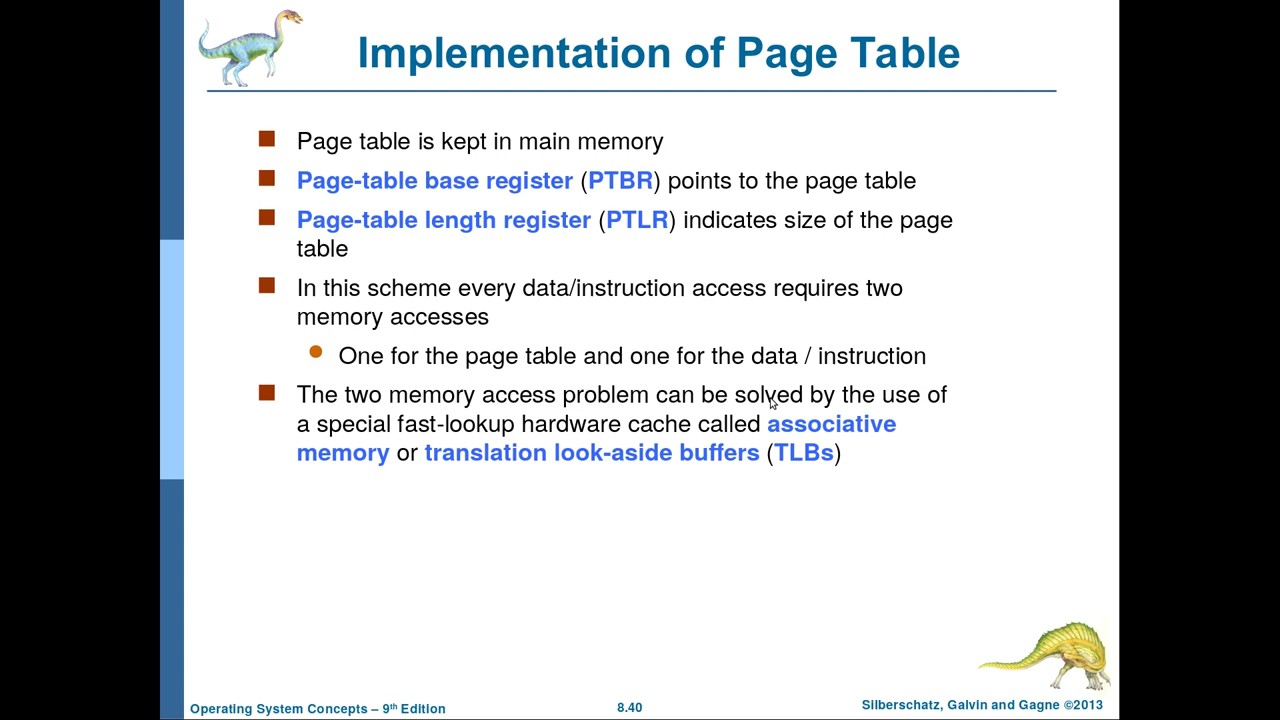 Implementation of Page Table
Page table is kept in main memory
Page-table base register (PTBR) points to the page table
Page-table length register (PTLR) indicates size of the page
table
In this scheme every data/instruction access requires two
memory accesses
One for the page table and one for the data / instruction
The two memory access problem can be solved by the use of
a special fast-lookup hardware cache called associative
memory or translation look-aside buffers (TLBs)
Operating System Concepts – 9th Edition
8.40
Silberschatz, Galvin and Gagne ©2013